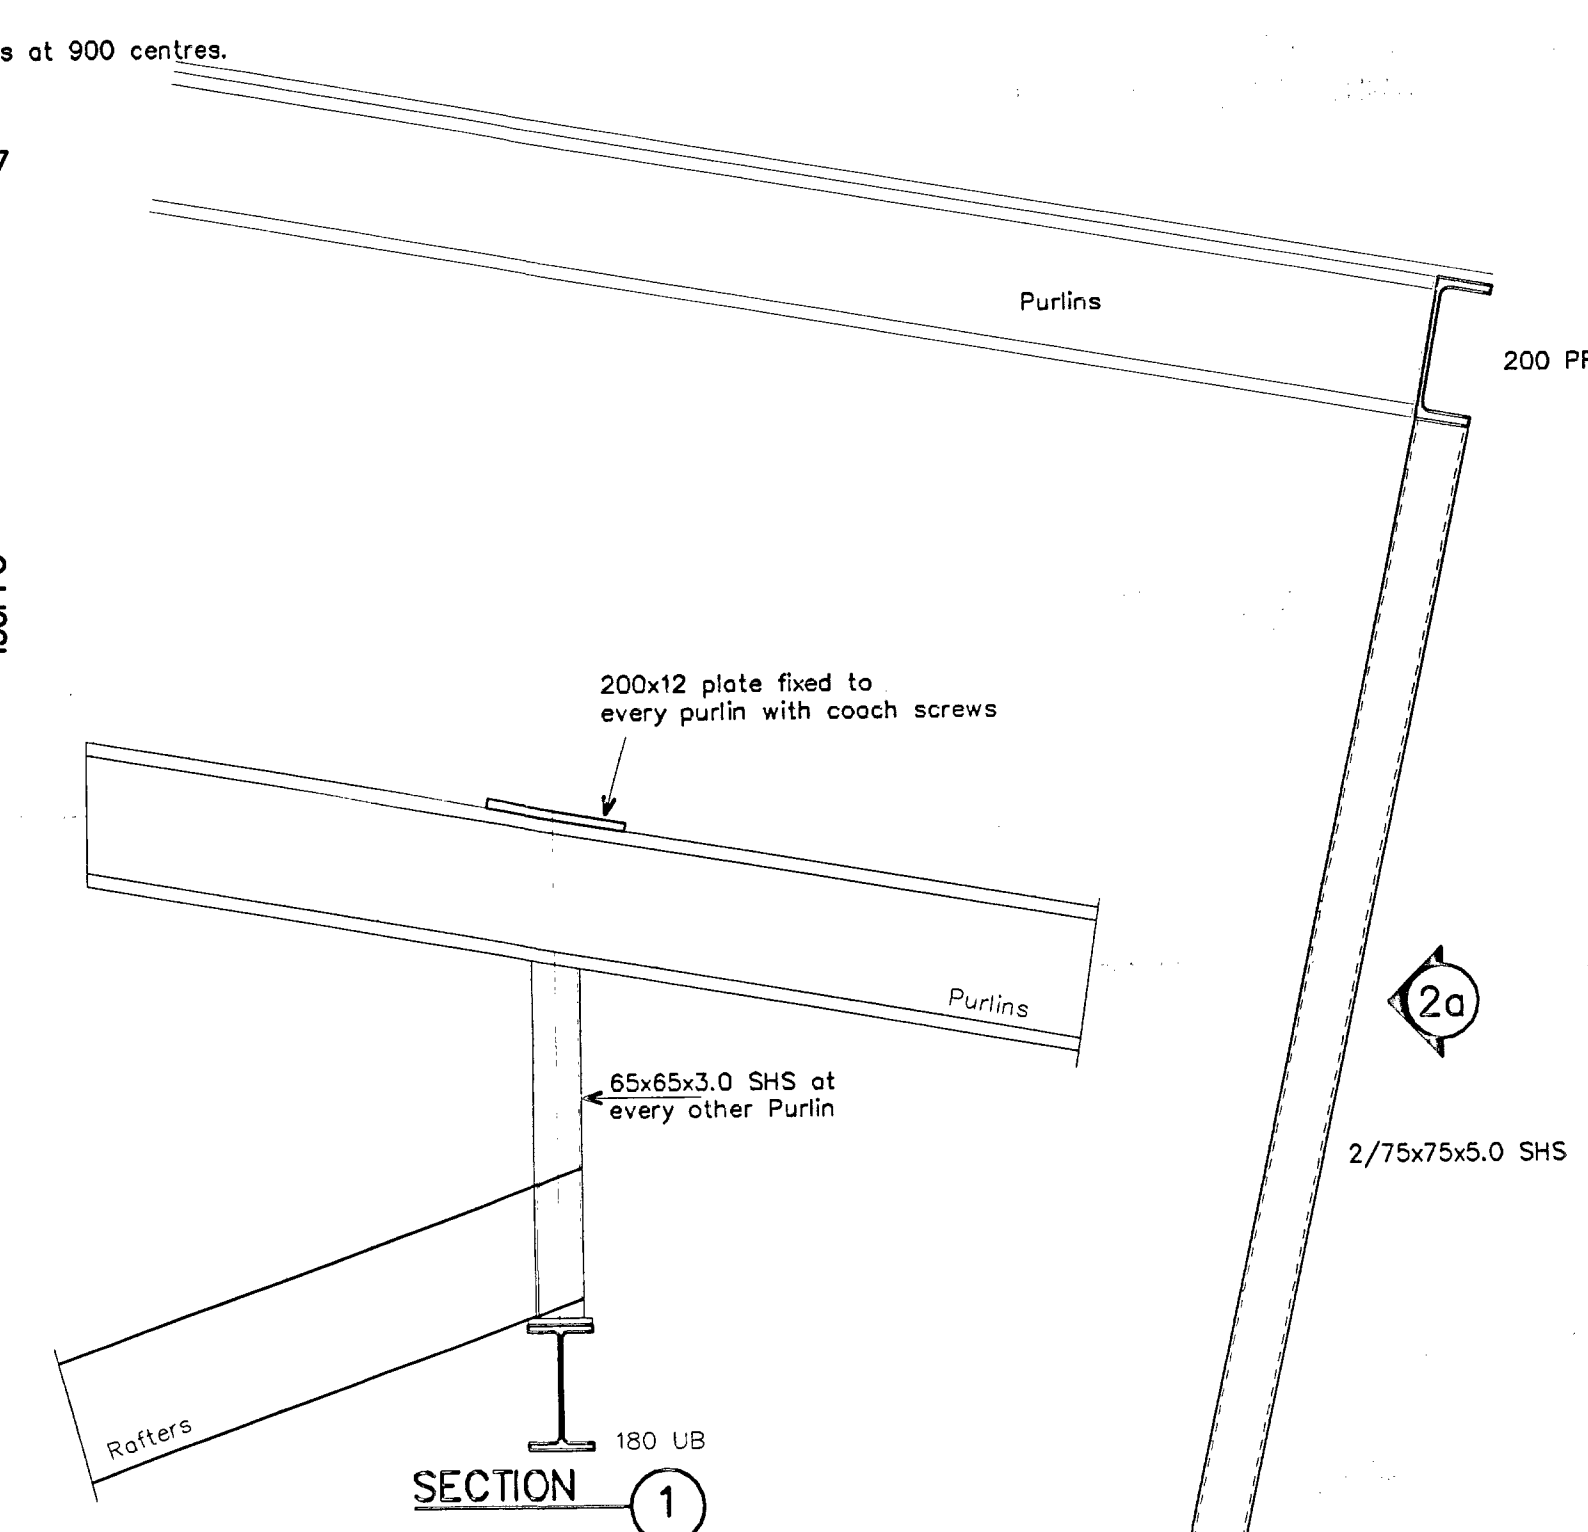 s at 900 centres.
7
Purlins
200 PF
200x12 plate fixed to
every purlin with coach screws
Purlins
2a
65x65x3.0 SHS at
every other Purlin
2/75x75x5.0 SHS
Rafters
180 UB
SECTION 1